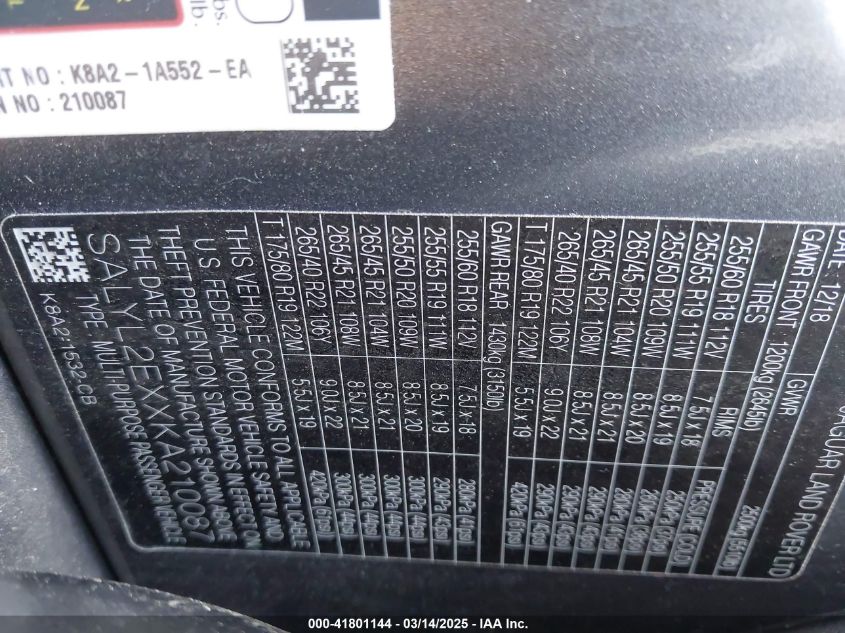 lb.
bs.
NT NO : K8A2-1A552-EA
N NO : 210087
JAGUAR LAND ROVER LTD
DATE 12/18 GVWR
GAWR FRONT 1200kg (2645lb)
TIRES RIMS PRESSURE COLD
255/60 R18 112V 7.5J x 18
255/55 R19 111W 8.5J x 19
255/50 R20 109W 8.5J x 20
265/45 R21 104W 8.5J x 21
265/45 R21 108W 8.5J x 21
265/40 R22 106Y 9.0J x 22
T 175/80 R19 122M 5.5J x 19 420kPa (61psi)
GAWR REAR 1430kg (3150lb)
255/60 R18 112V 7.5J x 18
255/55 R19 111W 8.5J x 19
255/50 R20 109W 8.5J x 20
265/45 R21 104W 8.5J x 21
265/45 R21 108W 8.5J x 21
265/40 R22 106Y 9.0J x 22
T 175/80 R19 122M 5.5J x 19 420kPa (61psi)
THIS VEHICLE CONFORMS TO ALL APPLICABLE
U.S. FEDERAL MOTOR VEHICLE SAFETY AND
THEFT PREVENTION STANDARDS IN EFFECT ON
THE DATE OF MANUFACTURE SHOWN ABOVE
SALYL2EXXKA210087
TYPE MULTIPURPOSE PASSENGER VEHICLE
K8A2-1532-CB
000-41801144 - 03/14/2025 - IAA Inc.